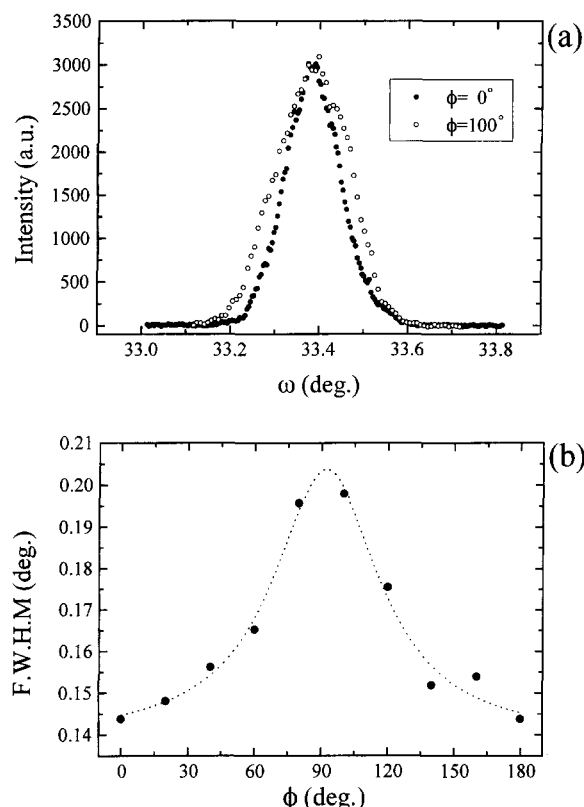 (a)
3500
3000
2500
2000
1500
1000
500
0
Intensity (a.u.)
ϕ= 0°
ϕ=100°
33.0 33.2 33.4 33.6 33.8
ω (deg.)
(b)
0.21
0.20
0.19
0.18
0.17
0.16
0.15
0.14
F.W.H.M (deg.)
0 30 60 90 120 150 180
ϕ (deg.)